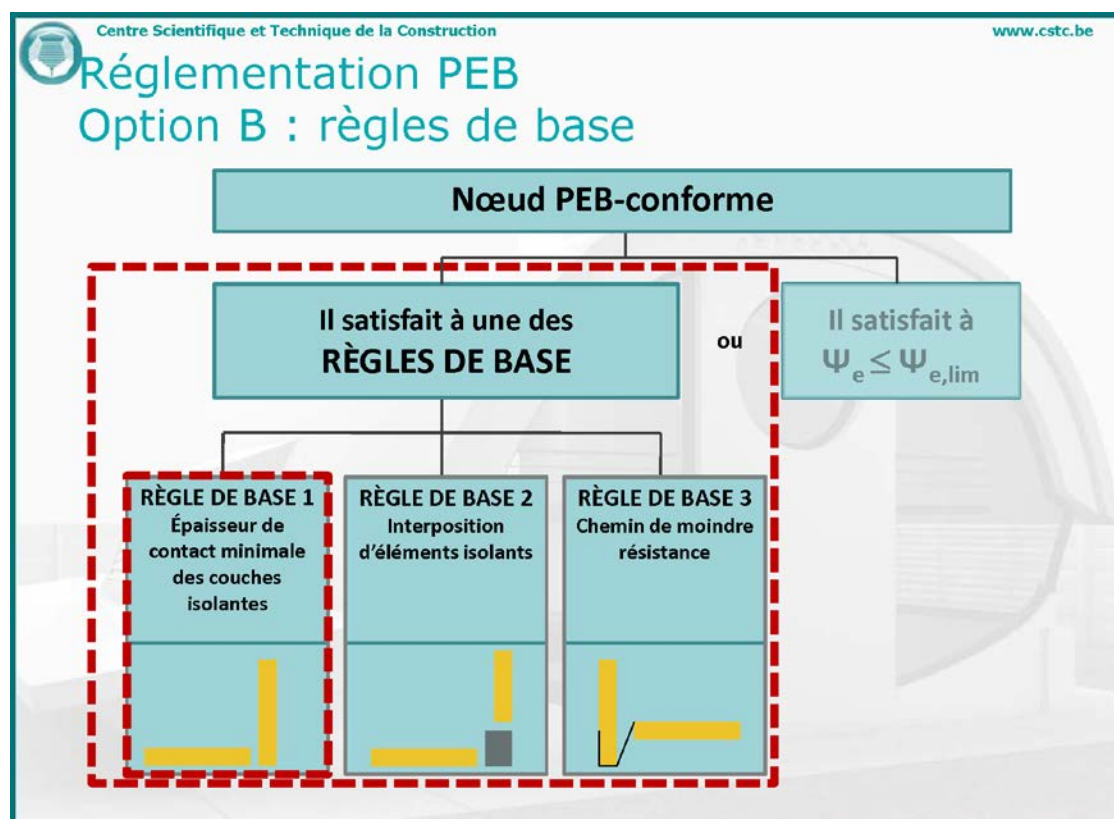 Centre Scientifique et Technique de la Construction
www.cstc.be
Réglementation PEB
Option B : règles de base
Nœud PEB-conforme
Il satisfait à une des
RÈGLES DE BASE
ou
Il satisfait à
Ψe ≤ Ψe,lim
RÈGLE DE BASE 1
Épaisseur de
contact minimale
des couches
isolantes
RÈGLE DE BASE 2
Interposition
d'éléments isolants
RÈGLE DE BASE 3
Chemin de moindre
résistance